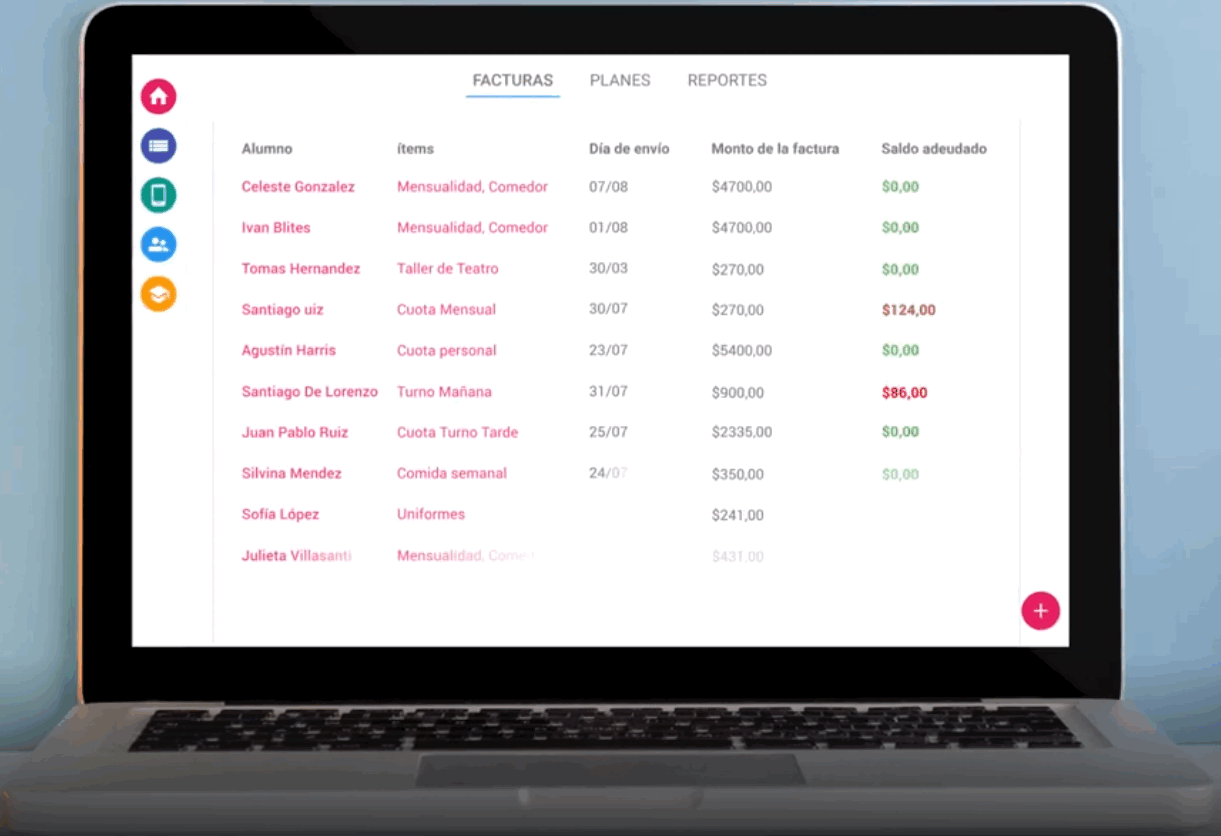 FACTURAS PLANES REPORTES
Alumno ítems Día de envío Monto de la factura Saldo adeudado
Celeste Gonzalez Mensualidad, Comedor 07/08 $4700,00 $0,00
Ivan Blites Mensualidad, Comedor 01/08 $4700,00 $0,00
Tomas Hernandez Taller de Teatro 30/03 $270,00 $0,00
Santiago uiz Cuota Mensual 30/07 $270,00 $124,00
Agustín Harris Cuota personal 23/07 $5400,00 $0,00
Santiago De Lorenzo Turno Mañana 31/07 $900,00 $86,00
Juan Pablo Ruiz Cuota Turno Tarde 25/07 $2335,00 $0,00
Silvina Mendez Comida semanal 24/07 $350,00 $0,00
Sofía López Uniformes $241,00
Julieta Villasanti Mensualidad, $431,00